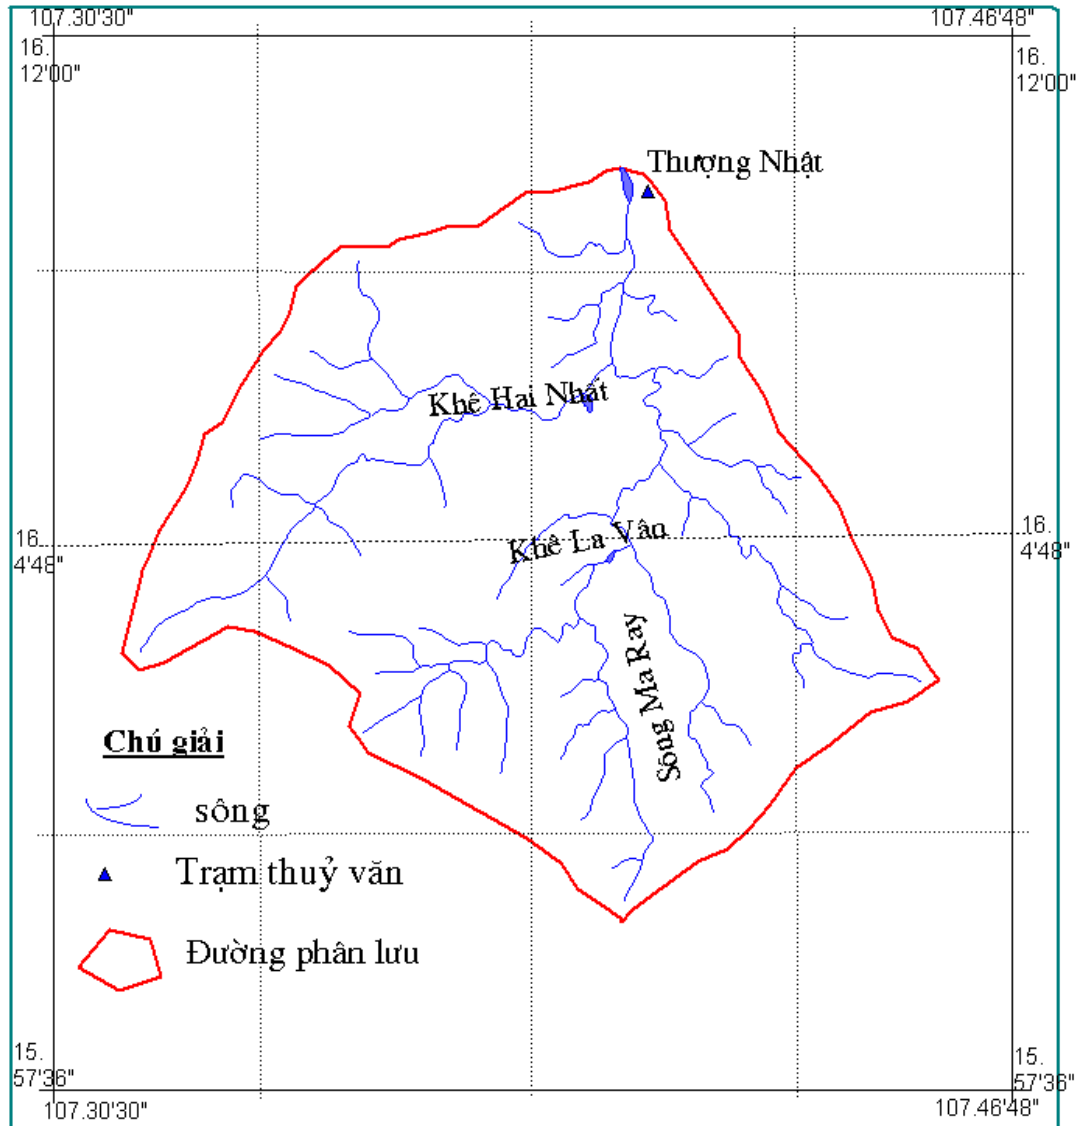 107.30'30"
107.46'48"
16.
12'00"
16.
12'00"
Thượng Nhật
Khê Hai Nhất
16.
4'48"
Khê La Vân
16.
4'48"
Sông Ma Ray
Chú giải
sông
Trạm thuỷ văn
Đường phân lưu
15.
57'36"
15.
57'36"
107.30'30"
107.46'48"